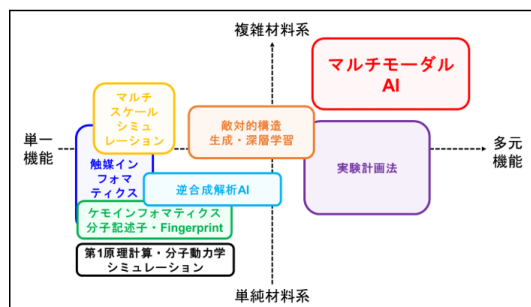 複雑材料系
マルチモーダル
AI
マルチ
スケール
シミュ
レーション
敵対的構造
生成・深層学習
単一
機能
多元
機能
触媒インフォマ
ティクス
実験計画法
逆合成解析AI
ケモインフォマティクス
分子記述子・Fingerprint
第1原理計算・分子動力学
シミュレーション
単純材料系